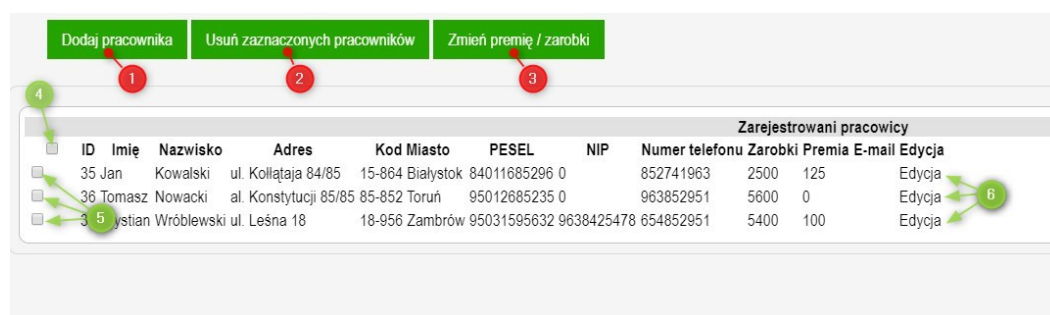 Dodaj pracownika Usuń zaznaczonych pracowników Zmień premię / zarobki
1 2 3
4
Zarejestrowani pracowicy
ID Imię Nazwisko Adres Kod Miasto PESEL NIP Numer telefonu Zarobki Premia E-mail Edycja
35 Jan Kowalski ul. Kołłątaja 84/85 15-864 Białystok 84011685296 0 852741963 2500 125 Edycja
36 Tomasz Nowacki al. Konstytucji 85/85 85-852 Toruń 95012685235 0 963852951 5600 0 Edycja
5 6
Wróblewski ul. Leśna 18 18-956 Zambrów 95031595632 9638425478 654852951 5400 100 Edycja